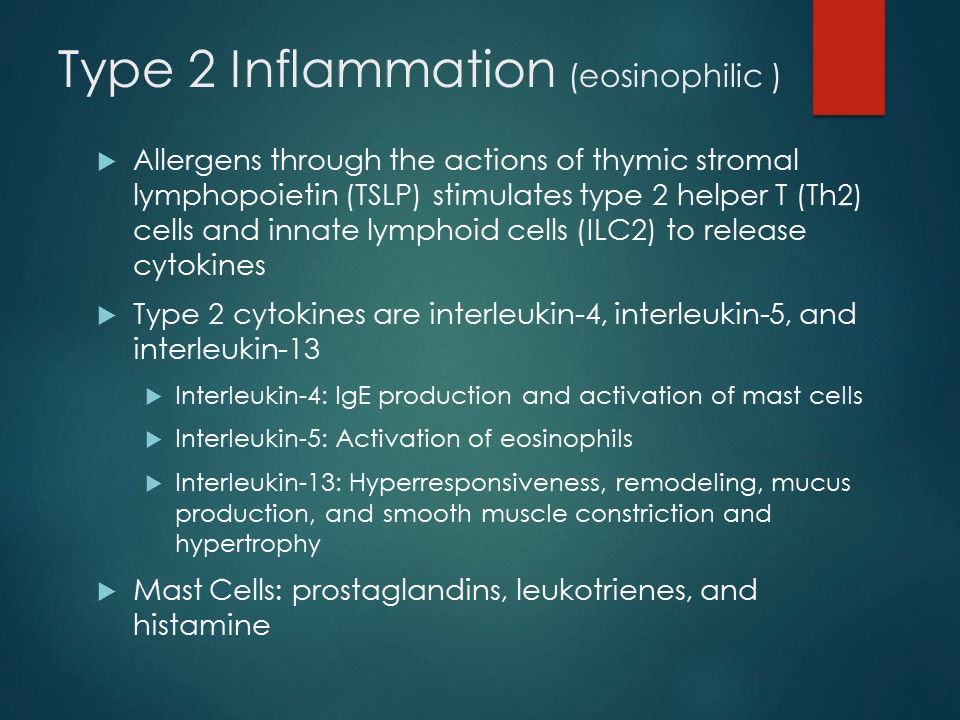 Type 2 Inflammation (eosinophilic )
Allergens through the actions of thymic stromal
lymphopoietin (TSLP) stimulates type 2 helper T (Th2)
cells and innate lymphoid cells (ILC2) to release
cytokines
Type 2 cytokines are interleukin-4, interleukin-5, and
interleukin-13
Interleukin-4: IgE production and activation of mast cells
Interleukin-5: Activation of eosinophils
Interleukin-13: Hyperresponsiveness, remodeling, mucus
production, and smooth muscle constriction and
hypertrophy
Mast Cells: prostaglandins, leukotrienes, and
histamine